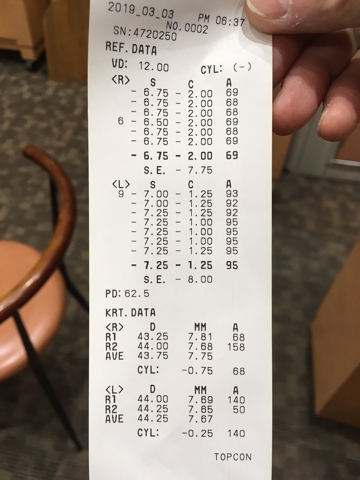 2019_03_03 PM 06:37
NO.0002
SN:4720250
REF.DATA
VD: 12.00 CYL: (-)
<R> S C A
- 6.75 - 2.00 69
- 6.75 - 2.00 68
- 6.75 - 2.00 68
6 - 6.50 - 2.00 69
- 6.75 - 2.00 68
- 6.75 - 2.00 69
- 6.75 - 2.00 69
S.E. - 7.75
<L> S C A
9 - 7.00 - 1.25 93
- 7.00 - 1.25 92
- 7.25 - 1.25 92
- 7.25 - 1.00 95
- 7.25 - 1.00 95
- 7.25 - 1.25 95
- 7.25 - 1.25 95
S.E. - 8.00
PD: 62.5
KRT.DATA
<R> D MM A
R1 43.25 7.81 68
R2 44.00 7.68 158
AVE 43.75 7.75
CYL: -0.75 68
<L> D MM A
R1 44.00 7.69 140
R2 44.25 7.65 50
AVE 44.25 7.67
CYL: -0.25 140
TOPCON